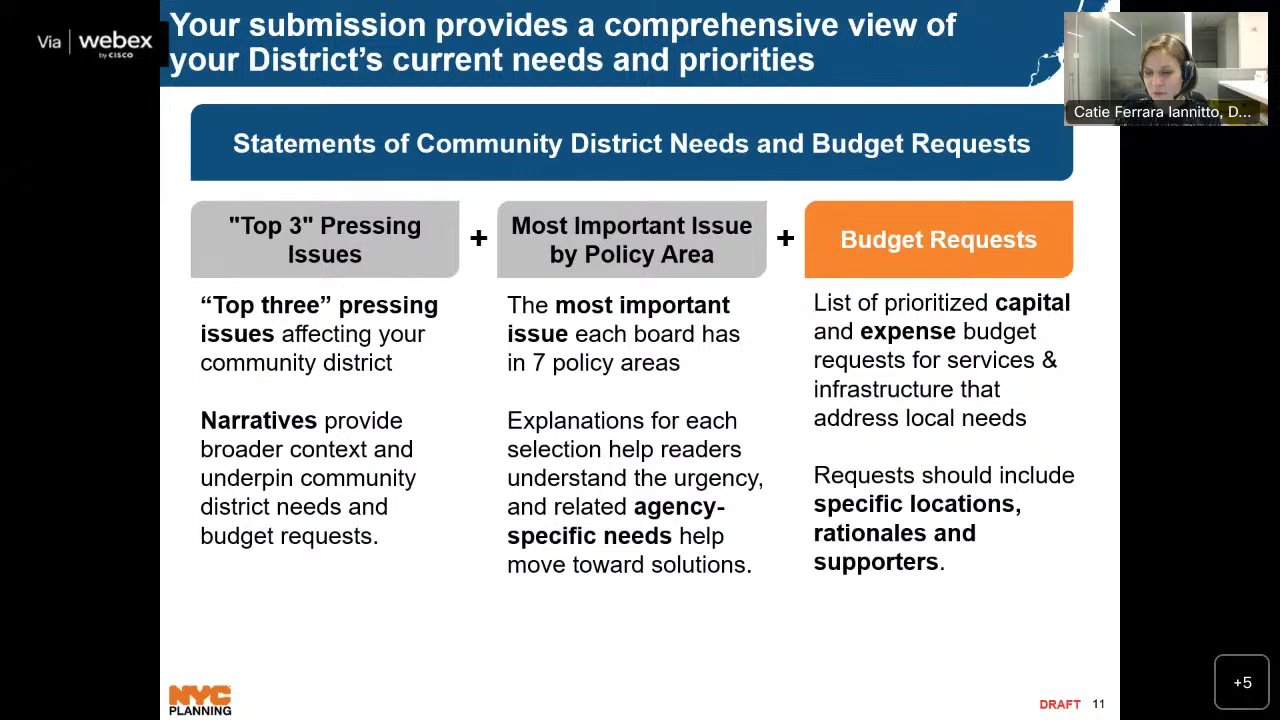 Via | webex
by CISCO
Your submission provides a comprehensive view of
your District's current needs and priorities
Catie Ferrara Iannitto, D...
Statements of Community District Needs and Budget Requests
"Top 3" Pressing
Issues
+
Most Important Issue
by Policy Area
+
Budget Requests
“Top three” pressing
issues affecting your
community district
Narratives provide
broader context and
underpin community
district needs and
budget requests.
The most important
issue each board has
in 7 policy areas
Explanations for each
selection help readers
understand the urgency,
and related agency-
specific needs help
move toward solutions.
List of prioritized capital
and expense budget
requests for services &
infrastructure that
address local needs
Requests should include
specific locations,
rationales and
supporters.
NYC
PLANNING
DRAFT 11
+5